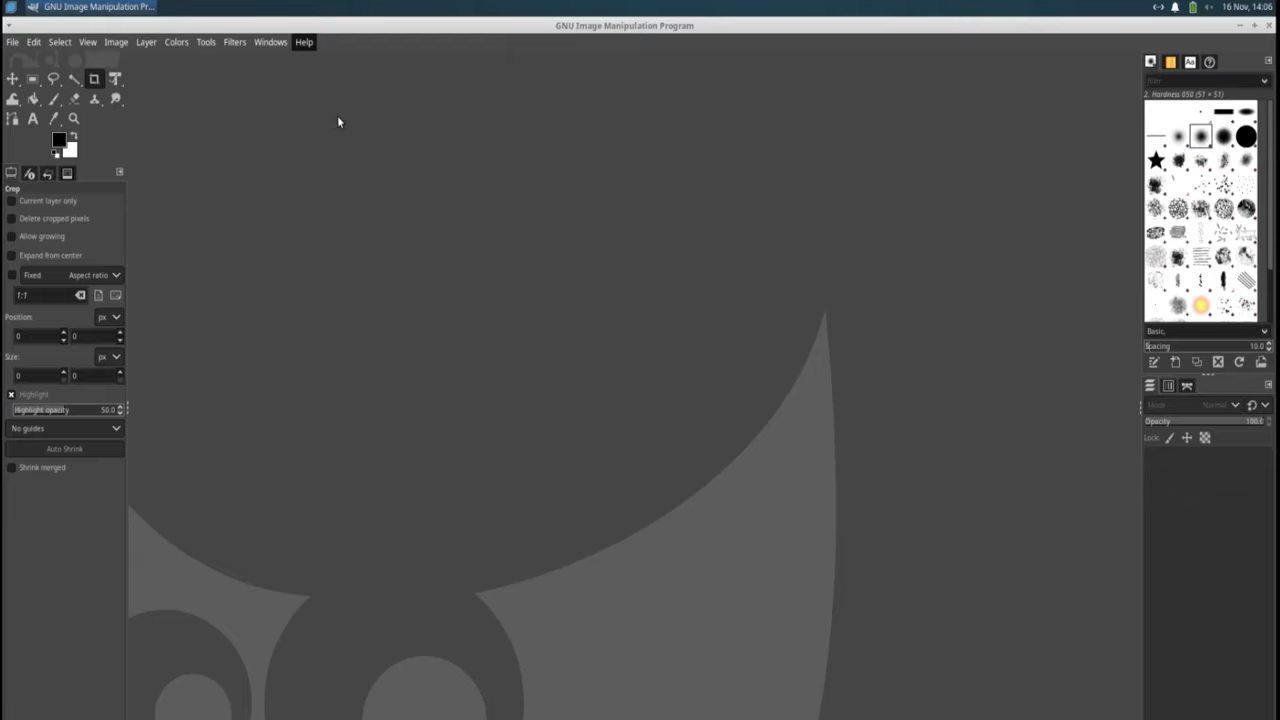 GNU Image Manipulation Pr...
16 Nov, 14:06
GNU Image Manipulation Program
File Edit Select View Image Layer Colors Tools Filters Windows Help
Crop
Current layer only
Delete cropped pixels
Allow growing
Expand from center
Fixed Aspect ratio
1:1
Position: px
0 0
Size: px
0 0
Highlight
Highlight opacity 50.0
No guides
Auto Shrink
Shrink merged
filter
2. Hardness 050 (51 × 51)
Basic,
Spacing 10.0
Mode Normal
Opacity 100.0
Lock: